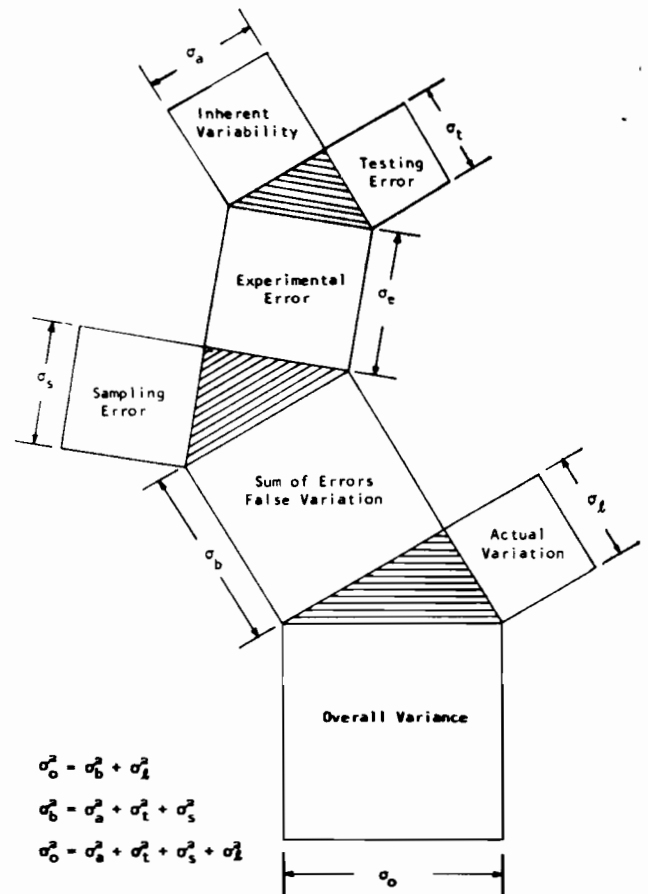 σa
Inherent
Variability
σt
Testing
Error
Experimental
Error
σe
σs
Sampling
Error
Sum of Errors
False Variation
σb
σℓ
Actual
Variation
Overall Variance
σ²o = σ²b + σ²ℓ
σ²b = σ²a + σ²t + σ²s
σ²o = σ²a + σ²t + σ²s + σ²ℓ
σo